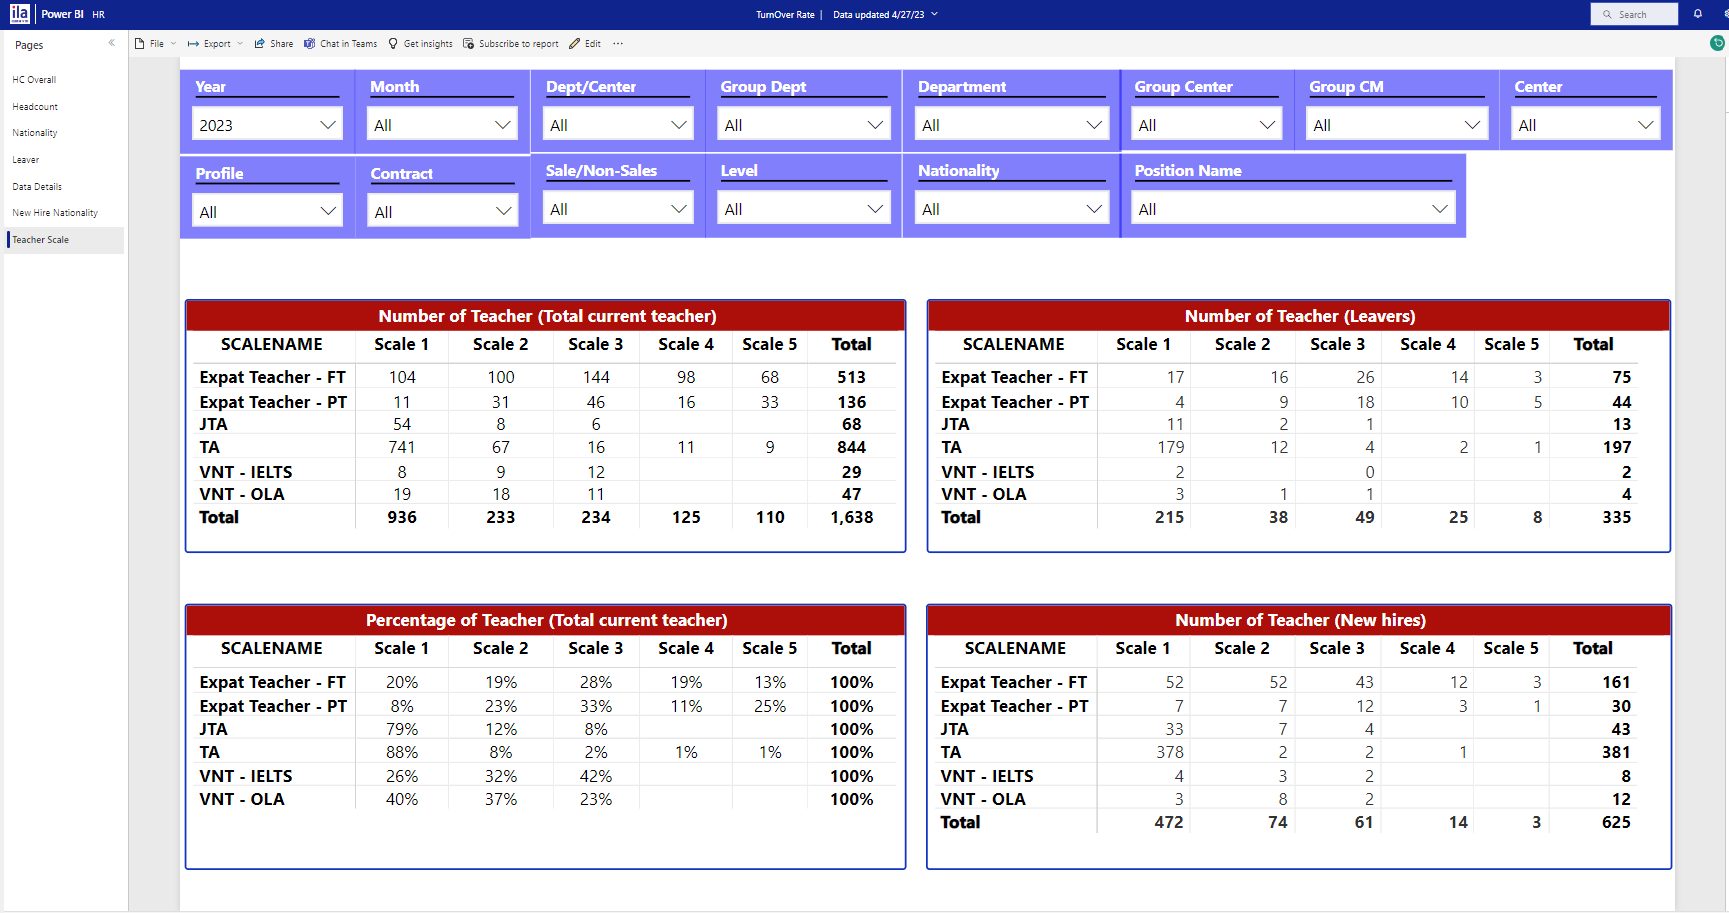 ila Power BI HR
TurnOver Rate | Data updated 4/27/23
Search
Pages
File Export Share Chat in Teams Get insights Subscribe to report Edit ...
HC Overall
Headcount
Nationality
Leaver
Data Details
New Hire Nationality
Teacher Scale
Year Month Dept/Center Group Dept Department Group Center Group CM Center
2023 All All All All All All All
Profile Contract Sale/Non-Sales Level Nationality Position Name
All All All All All All
Number of Teacher (Total current teacher)
SCALENAME Scale 1 Scale 2 Scale 3 Scale 4 Scale 5 Total
Expat Teacher - FT 104 100 144 98 68 513
Expat Teacher - PT 11 31 46 16 33 136
JTA 54 8 6 68
TA 741 67 16 11 9 844
VNT - IELTS 8 9 12 29
VNT - OLA 19 18 11 47
Total 936 233 234 125 110 1,638
Number of Teacher (Leavers)
SCALENAME Scale 1 Scale 2 Scale 3 Scale 4 Scale 5 Total
Expat Teacher - FT 17 16 26 14 3 75
Expat Teacher - PT 4 9 18 10 5 44
JTA 11 2 1 13
TA 179 12 4 2 1 197
VNT - IELTS 2 0 2
VNT - OLA 3 1 1 4
Total 215 38 49 25 8 335
Percentage of Teacher (Total current teacher)
SCALENAME Scale 1 Scale 2 Scale 3 Scale 4 Scale 5 Total
Expat Teacher - FT 20% 19% 28% 19% 13% 100%
Expat Teacher - PT 8% 23% 33% 11% 25% 100%
JTA 79% 12% 8% 100%
TA 88% 8% 2% 1% 1% 100%
VNT - IELTS 26% 32% 42% 100%
VNT - OLA 40% 37% 23% 100%
Number of Teacher (New hires)
SCALENAME Scale 1 Scale 2 Scale 3 Scale 4 Scale 5 Total
Expat Teacher - FT 52 52 43 12 3 161
Expat Teacher - PT 7 7 12 3 1 30
JTA 33 7 4 43
TA 378 2 2 1 381
VNT - IELTS 4 3 2 8
VNT - OLA 3 8 2 12
Total 472 74 61 14 3 625